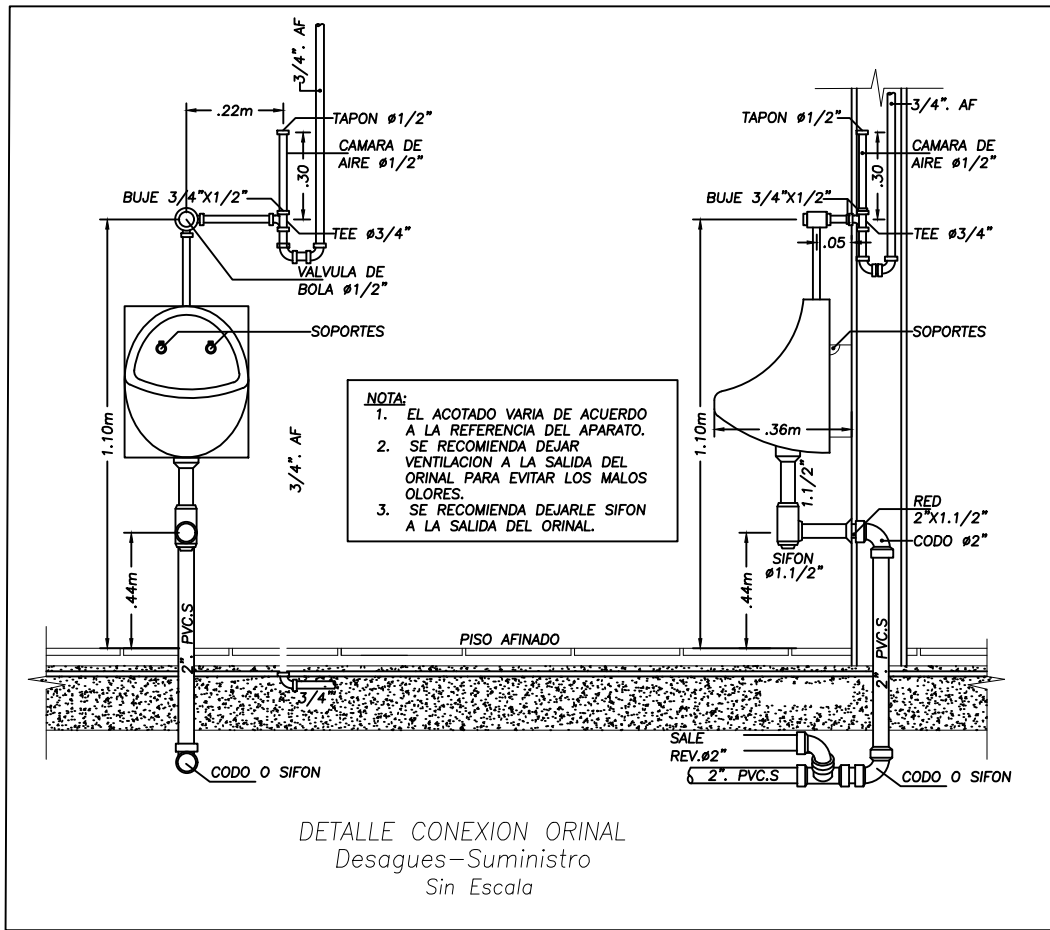 3/4". AF
.22m
TAPON ø1/2"
CAMARA DE
AIRE ø1/2"
.30
BUJE 3/4"X1/2"
TEE ø3/4"
VALVULA DE
BOLA ø1/2"
SOPORTES
1.10m
3/4". AF
.44m
2". PVC.S
3/4"
CODO O SIFON
NOTA:
1. EL ACOTADO VARIA DE ACUERDO
A LA REFERENCIA DEL APARATO.
2. SE RECOMIENDA DEJAR
VENTILACION A LA SALIDA DEL
ORINAL PARA EVITAR LOS MALOS
OLORES.
3. SE RECOMIENDA DEJARLE SIFON
A LA SALIDA DEL ORINAL.
PISO AFINADO
3/4". AF
TAPON ø1/2"
CAMARA DE
AIRE ø1/2"
.30
BUJE 3/4"X1/2"
TEE ø3/4"
.05
SOPORTES
1.10m
.36m
1.1/2"
RED
2"X1.1/2"
CODO ø2"
SIFON
ø1.1/2"
.44m
2". PVC.S
SALE
REV.ø2"
2". PVC.S
CODO O SIFON
DETALLE CONEXION ORINAL
Desagues-Suministro
Sin Escala